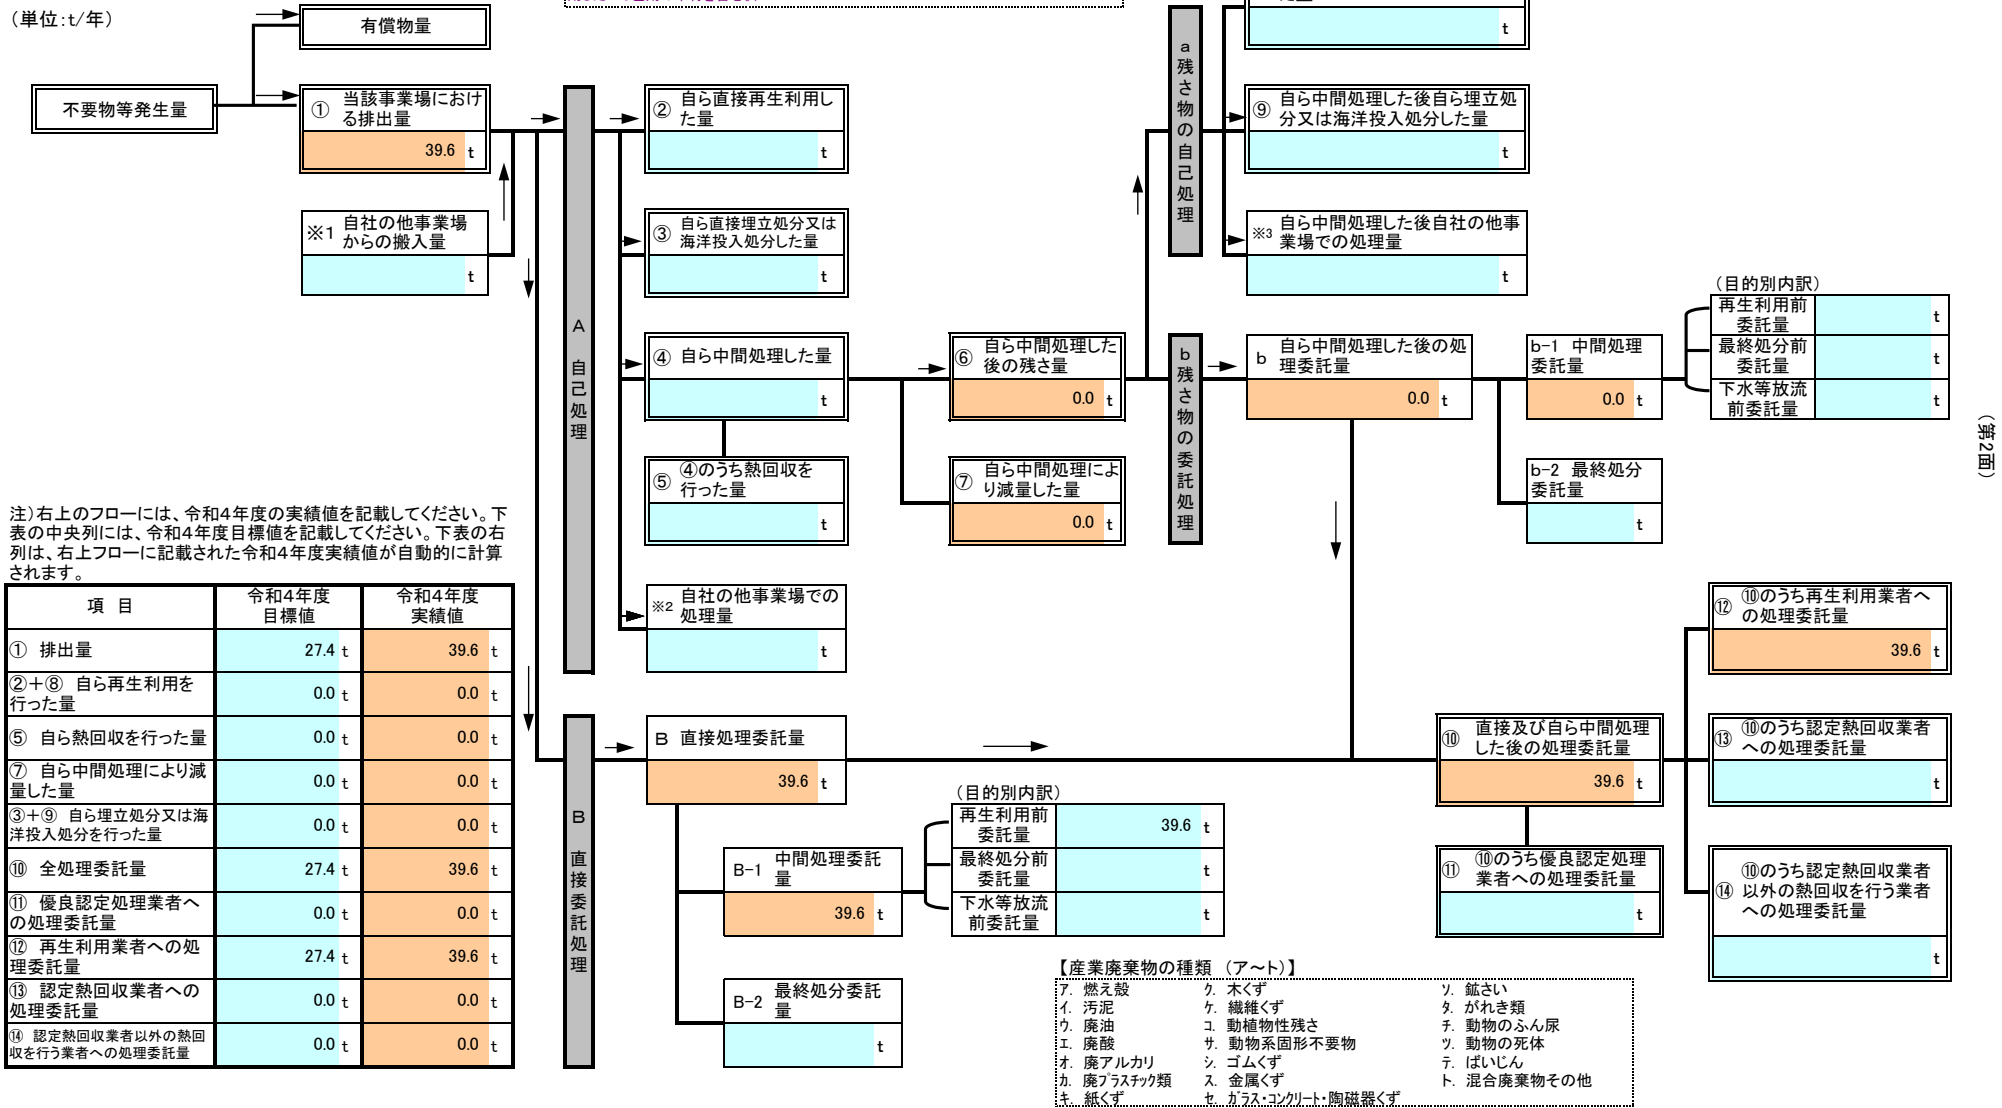 (単位:t/年)
有償物量
不要物等発生量
① 当該事業場におけ
る排出量
39.6 t
※1 自社の他事業場
からの搬入量
t
A 自己処理
② 自ら直接再生利用し
た量
t
③ 自ら直接埋立処分又は
海洋投入処分した量
t
④ 自ら中間処理した量
t
⑤ ④のうち熱回収を
行った量
t
※2 自社の他事業場での
処理量
t
⑥ 自ら中間処理した
後の残さ量
0.0 t
⑦ 自ら中間処理によ
り減量した量
0.0 t
a 残さ物の自己処理
t
⑨ 自ら中間処理した後自ら埋立処
分又は海洋投入処分した量
t
※3 自ら中間処理した後自社の他事
業場での処理量
t
b 残さ物の委託処理
b 自ら中間処理した後の処
理委託量
0.0 t
b-1 中間処理
委託量
0.0 t
b-2 最終処分
委託量
t
(目的別内訳)
再生利用前
委託量
t
最終処分前
委託量
t
下水等放流
前委託量
t
(第2面)
注)右上のフローには、令和4年度の実績値を記載してください。下
表の中央列には、令和4年度目標値を記載してください。下表の右
列は、右上フローに記載された令和4年度実績値が自動的に計算
されます。
項 目 令和4年度 目標値 令和4年度 実績値
① 排出量 27.4 t 39.6 t
②+⑧ 自ら再生利用を
行った量 0.0 t 0.0 t
⑤ 自ら熱回収を行った量 0.0 t 0.0 t
⑦ 自ら中間処理により減
量した量 0.0 t 0.0 t
③+⑨ 自ら埋立処分又は海
洋投入処分を行った量 0.0 t 0.0 t
⑩ 全処理委託量 27.4 t 39.6 t
⑪ 優良認定処理業者へ
の処理委託量 0.0 t 0.0 t
⑫ 再生利用業者への処
理委託量 27.4 t 39.6 t
⑬ 認定熱回収業者への
処理委託量 0.0 t 0.0 t
⑭ 認定熱回収業者以外の熱回
収を行う業者への処理委託量 0.0 t 0.0 t
B 直接委託処理
B 直接処理委託量
39.6 t
B-1 中間処理委託
量
39.6 t
B-2 最終処分委託
量
t
(目的別内訳)
再生利用前
委託量
39.6 t
最終処分前
委託量
t
下水等放流
前委託量
t
⑩ 直接及び自ら中間処理
した後の処理委託量
39.6 t
⑪ ⑩のうち優良認定処理
業者への処理委託量
t
⑫ ⑩のうち再生利用業者へ
の処理委託量
39.6 t
⑬ ⑩のうち認定熱回収業者
への処理委託量
t
⑭ ⑩のうち認定熱回収業者
以外の熱回収を行う業者
への処理委託量
t
【産業廃棄物の種類 (ア~ト)】
ア. 燃え殻 ク. 木くず ソ. 鉱さい
イ. 汚泥 ケ. 繊維くず タ. がれき類
ウ. 廃油 コ. 動植物性残さ チ. 動物のふん尿
エ. 廃酸 サ. 動物系固形不要物 ツ. 動物の死体
オ. 廃アルカリ シ. ゴムくず テ. ばいじん
カ. 廃プラスチック類 ス. 金属くず ト. 混合廃棄物その他
キ. 紙くず セ. ガラス・コンクリート・陶磁器くず